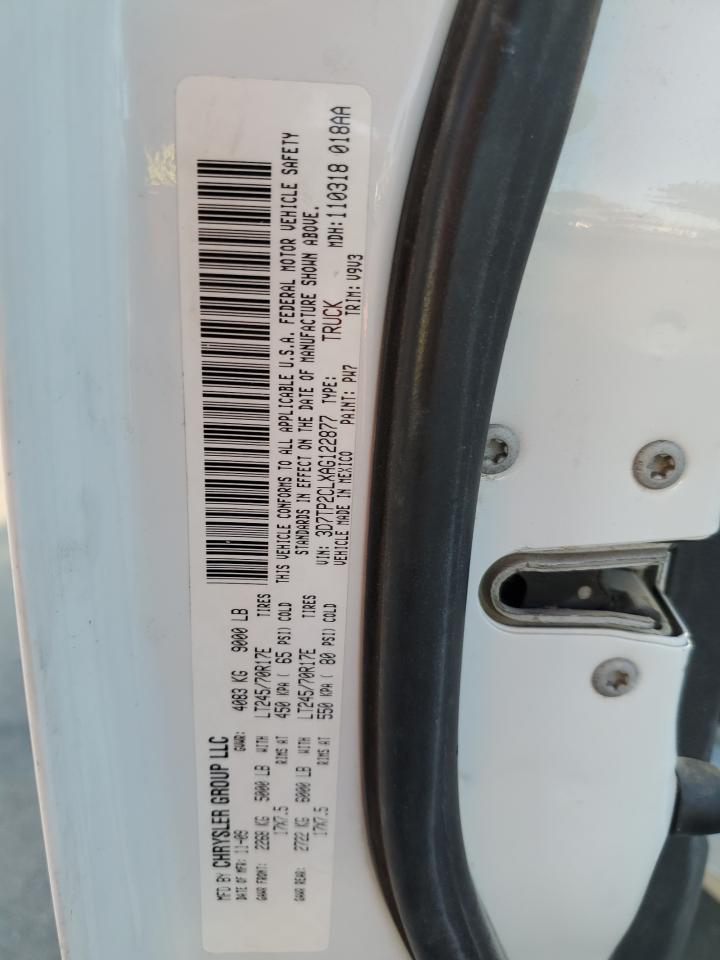 MFD BY CHRYSLER GROUP LLC
DATE OF MFR: 11-09 GVWR: 4083 KG 9000 LB
GAWR FRONT: 2268 KG 5000 LB WITH LT245/70R17E TIRES
17X7.5 RIMS AT 450 KPA ( 65 PSI) COLD
GAWR REAR: 2722 KG 6000 LB WITH LT245/70R17E TIRES
17X7.5 RIMS AT 550 KPA ( 80 PSI) COLD
THIS VEHICLE CONFORMS TO ALL APPLICABLE U.S.A. FEDERAL MOTOR VEHICLE SAFETY
STANDARDS IN EFFECT ON THE DATE OF MANUFACTURE SHOWN ABOVE.
VIN: 3D7TP2CLXAG122877 TYPE: TRUCK MDH:110318 018AA
VEHICLE MADE IN MEXICO PAINT: PW7 TRIM: V9V3